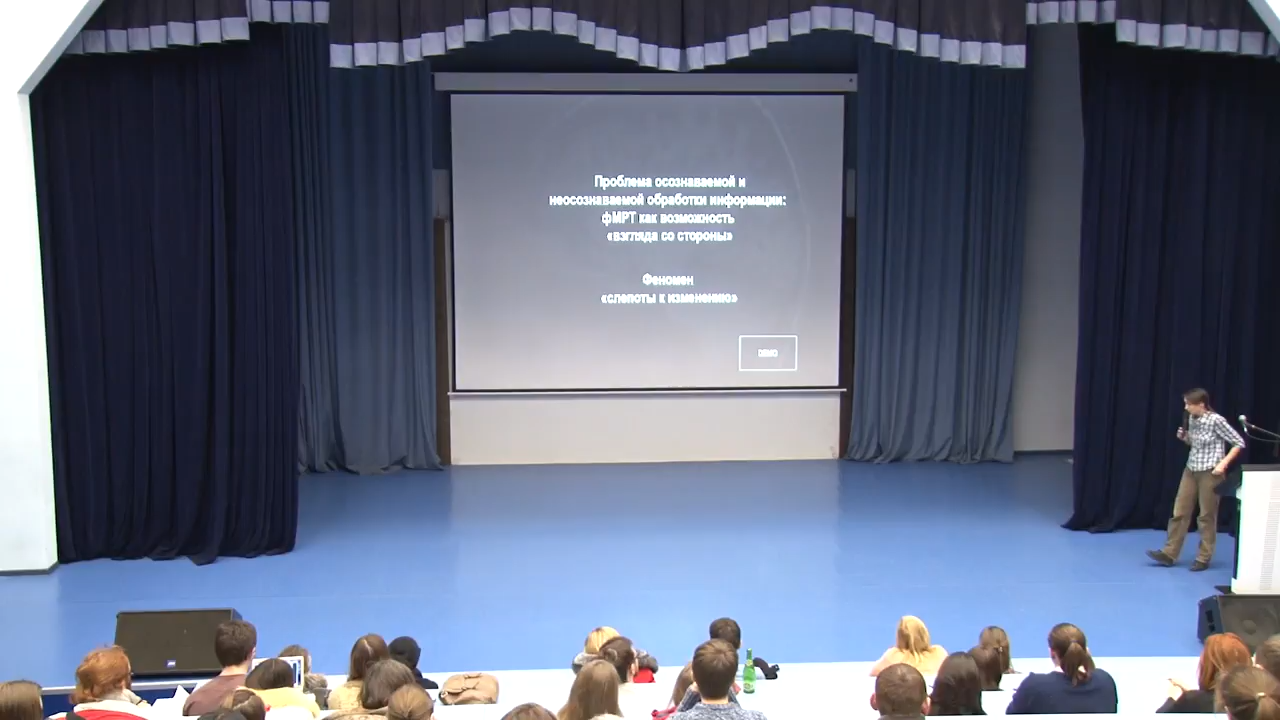 Проблема осознаваемой и
неосознаваемой обработки информации:
фМРТ как возможность
«взгляда со стороны»
Феномен
«слепоты к изменению»
DEMO